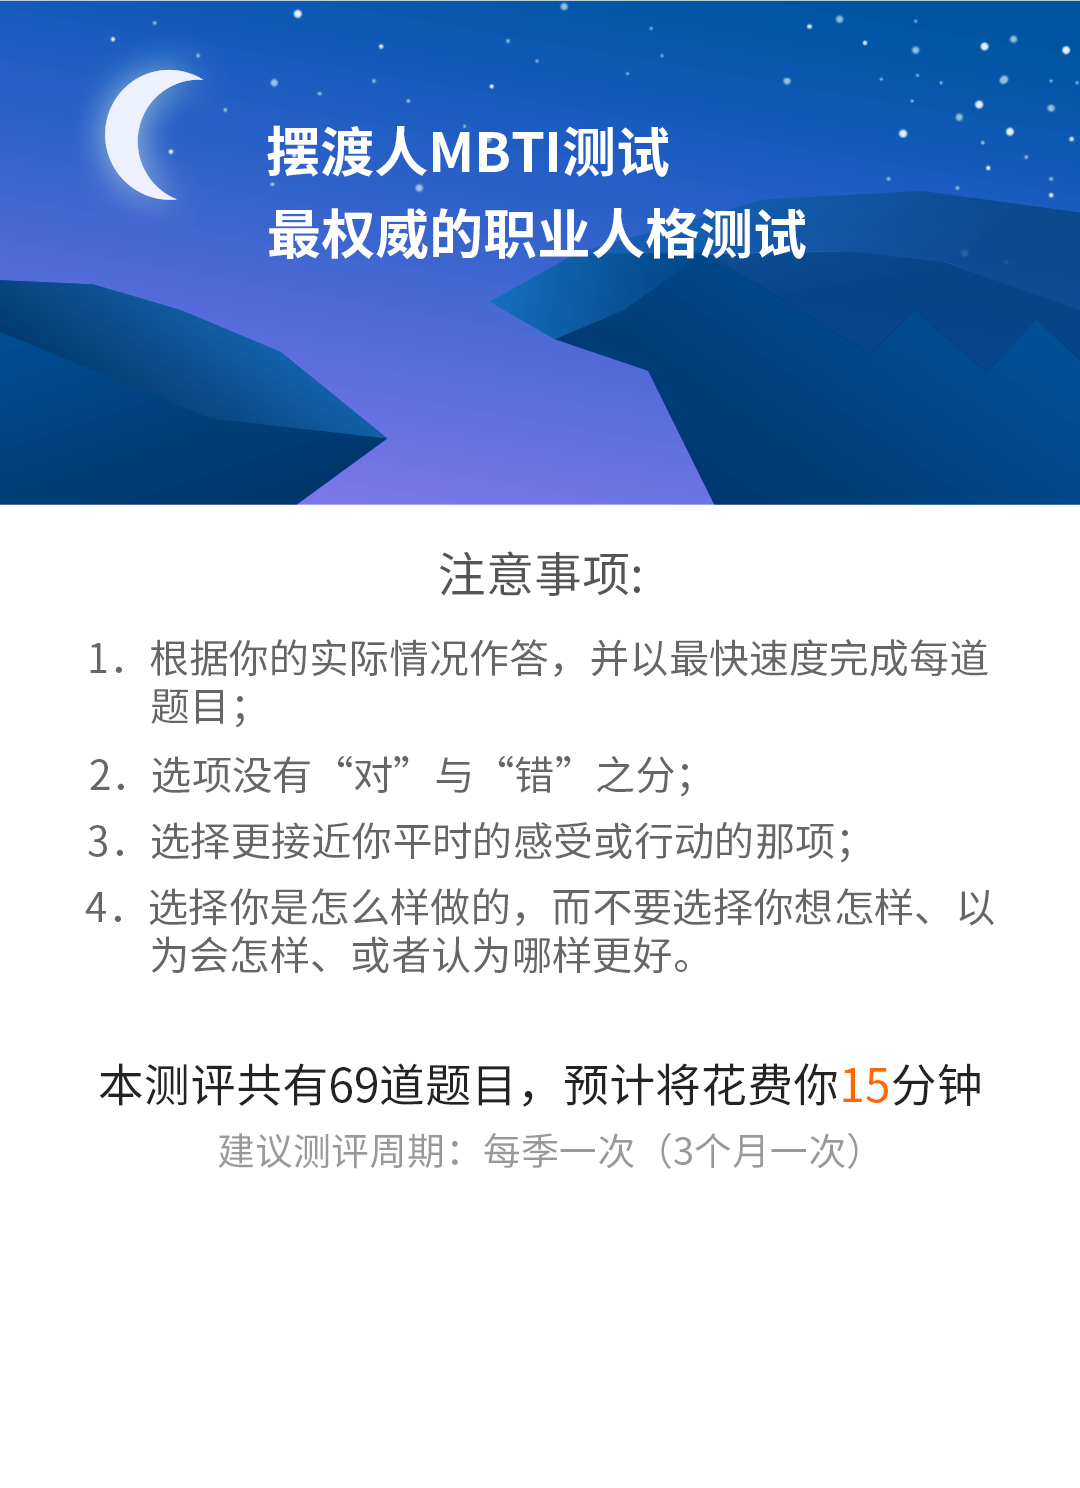 摆渡人MBTI测试
最权威的职业人格测试
注意事项:
1. 根据你的实际情况作答，并以最快速度完成每道
题目；
2. 选项没有“对”与“错”之分；
3. 选择更接近你平时的感受或行动的那项；
4. 选择你是怎么样做的，而不要选择你想怎样、以
为会怎样、或者认为哪样更好。
本测评共有69道题目，预计将花费你15分钟
建议测评周期：每季一次（3个月一次）